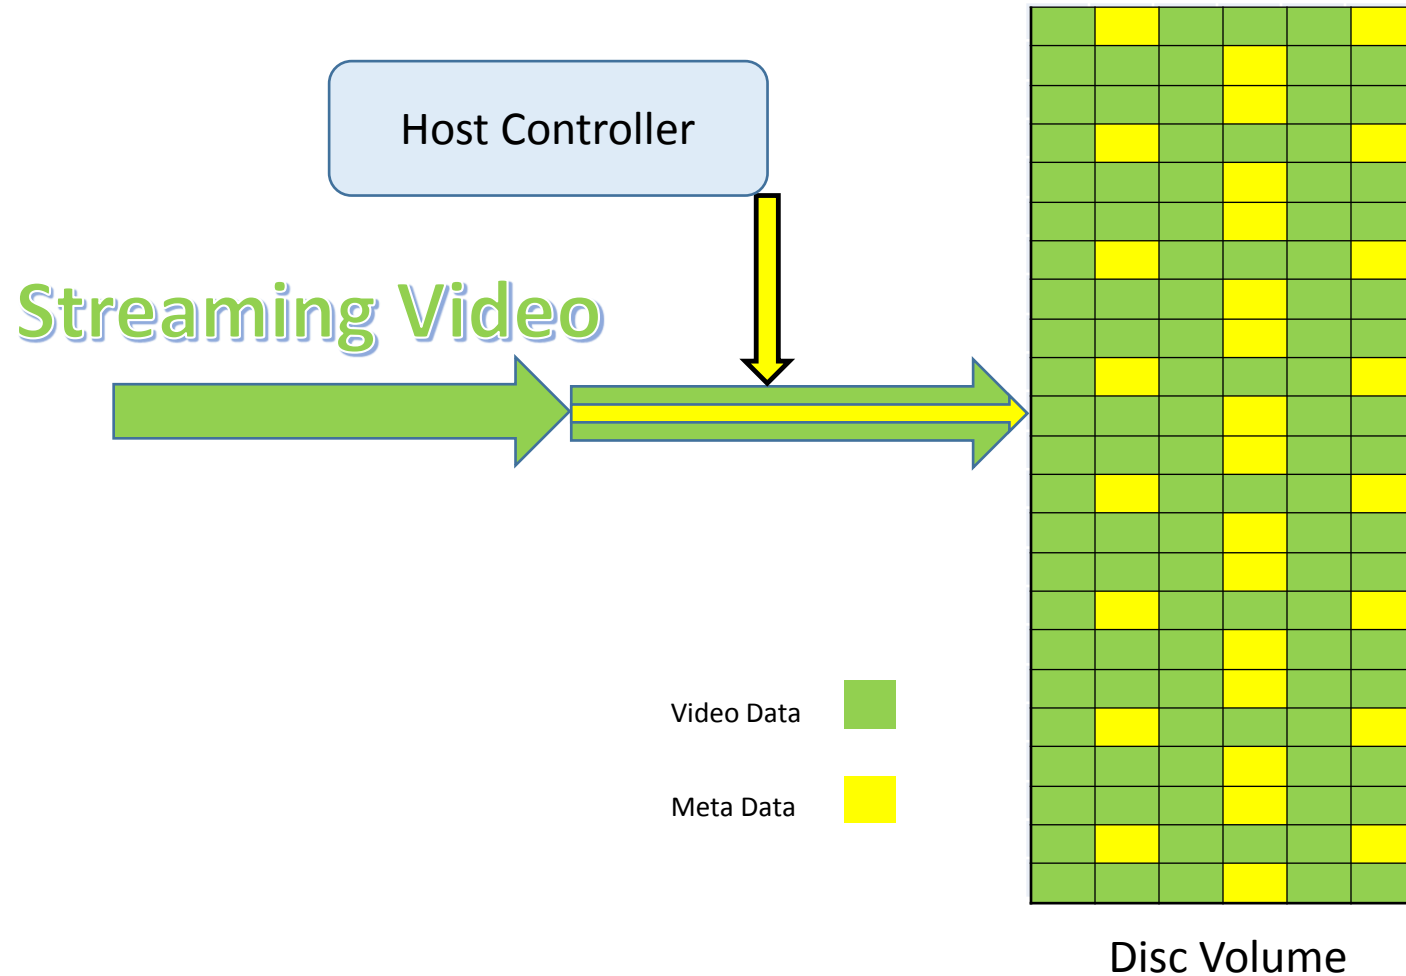 Host Controller
Streaming Video
Video Data
Meta Data
Disc Volume